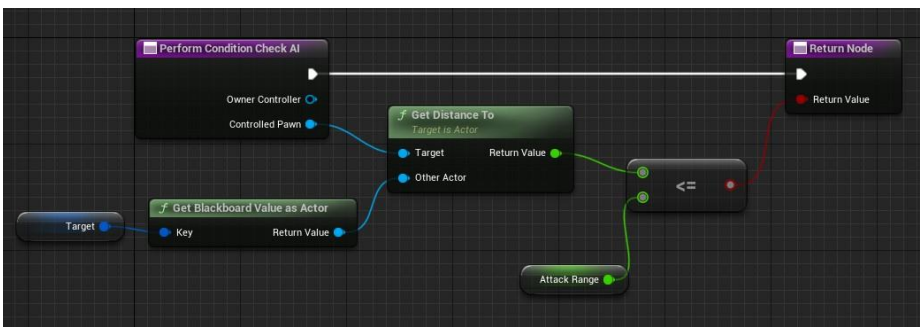 Perform Condition Check AI
Owner Controller
Controlled Pawn
Return Node
Return Value
f Get Distance To
Target is Actor
Target Return Value
Other Actor
<=
Target
f Get Blackboard Value as Actor
Key Return Value
Attack Range